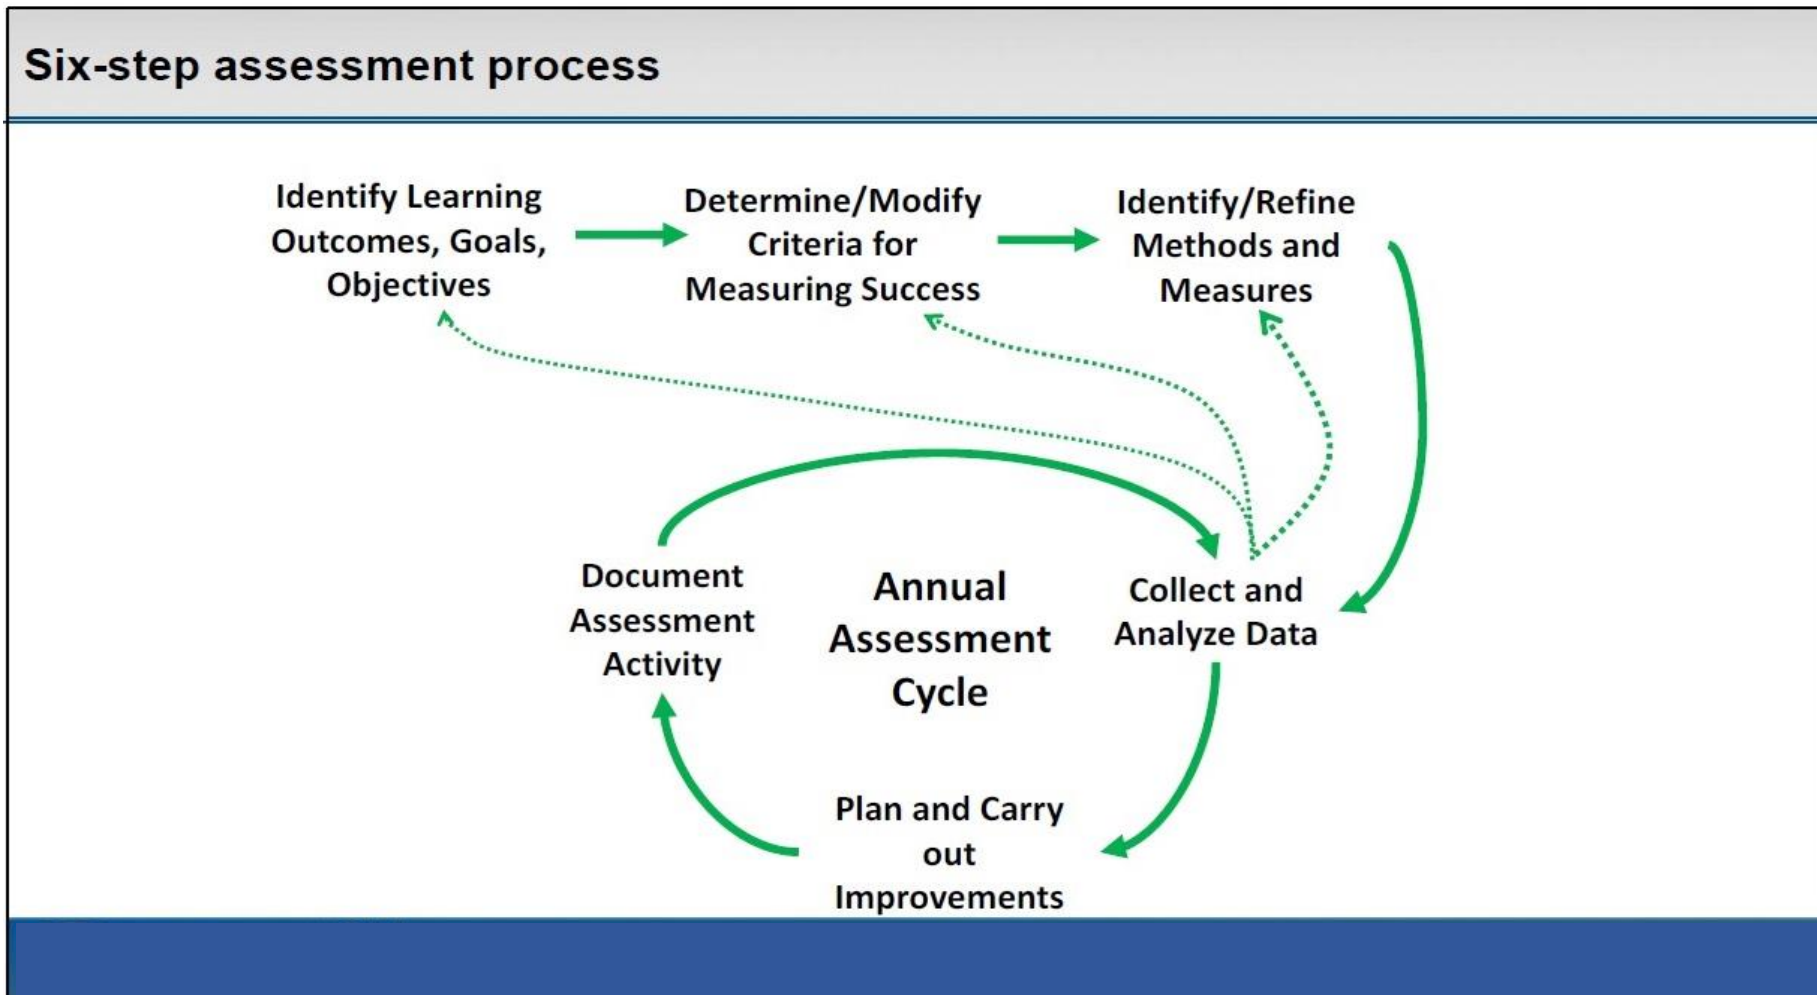 Six-step assessment process
Identify Learning
Outcomes, Goals,
Objectives
Determine/Modify
Criteria for
Measuring Success
Identify/Refine
Methods and
Measures
Document
Assessment
Activity
Annual
Assessment
Cycle
Collect and
Analyze Data
Plan and Carry
out
Improvements